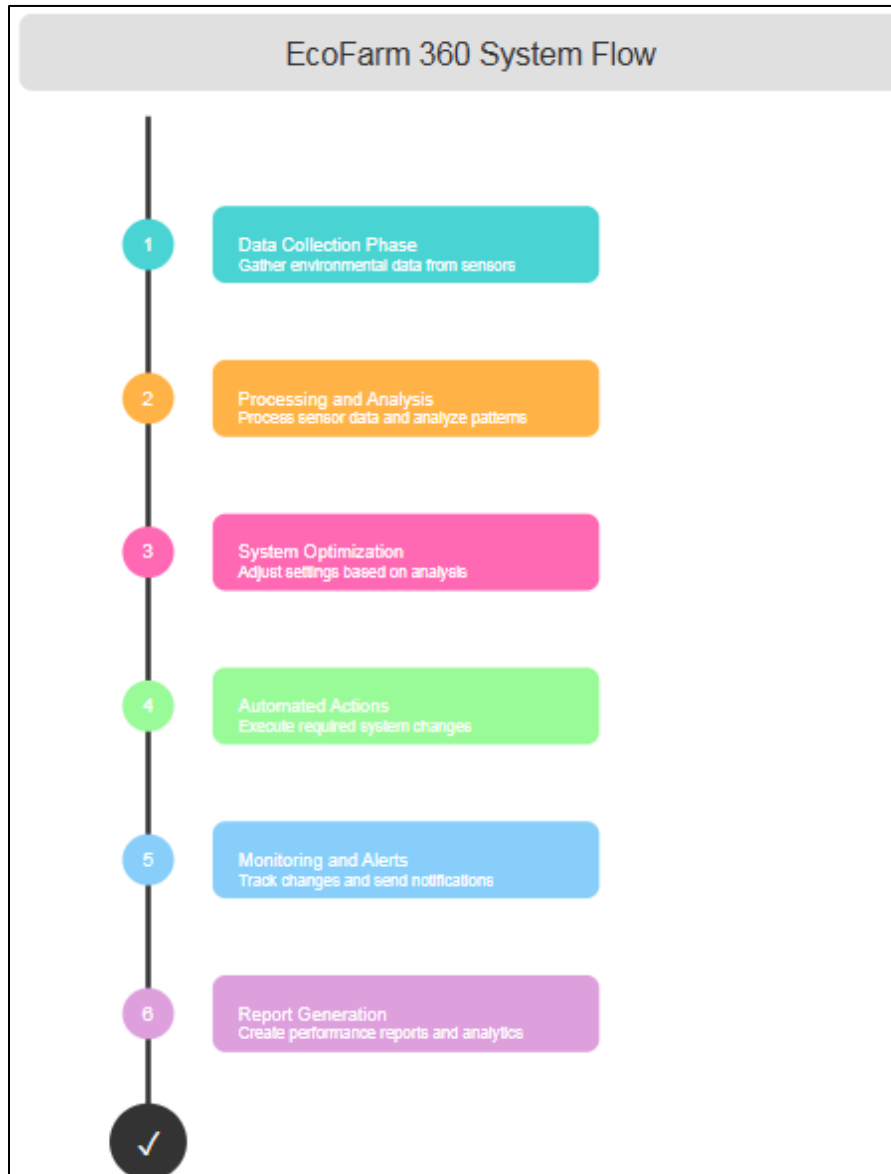 EcoFarm 360 System Flow
1
Data Collection Phase
Gather environmental data from sensors
2
Processing and Analysis
Process sensor data and analyze patterns
3
System Optimization
Adjust settings based on analysis
4
Automated Actions
Execute required system changes
5
Monitoring and Alerts
Track changes and send notifications
6
Report Generation
Create performance reports and analytics
✓